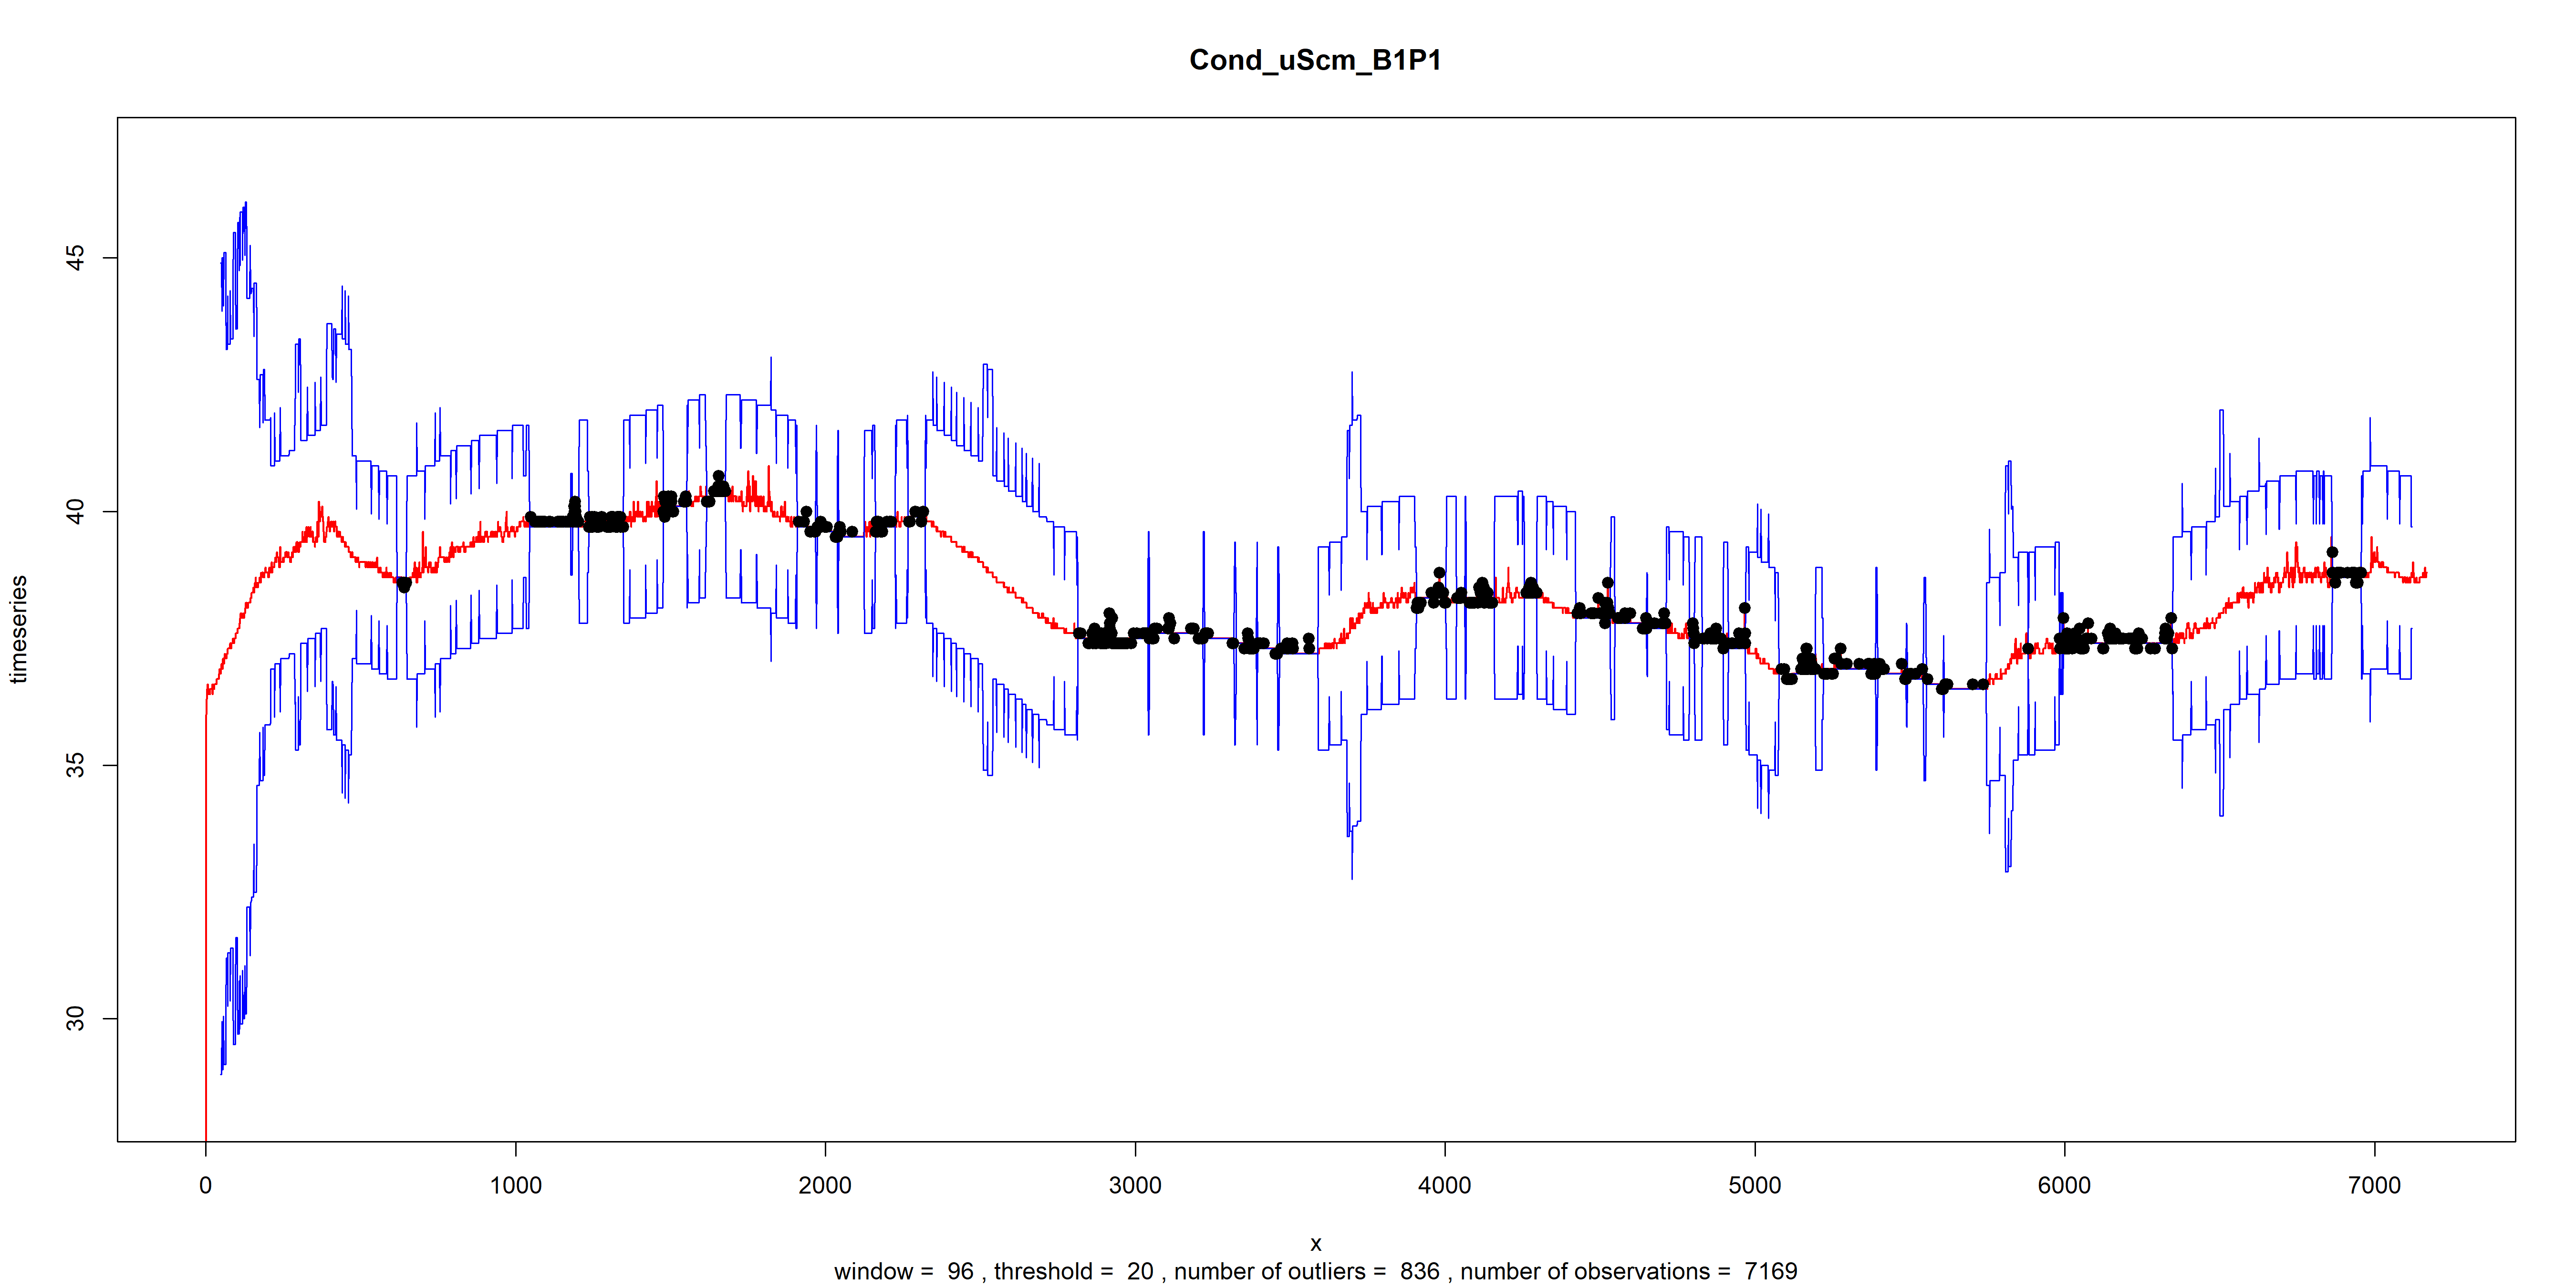 Cond_uScm_B1P1
timeseries
45
40
35
30
0 1000 2000 3000 4000 5000 6000 7000
x
window =  96 , threshold =  20 , number of outliers =  836 , number of observations =  7169